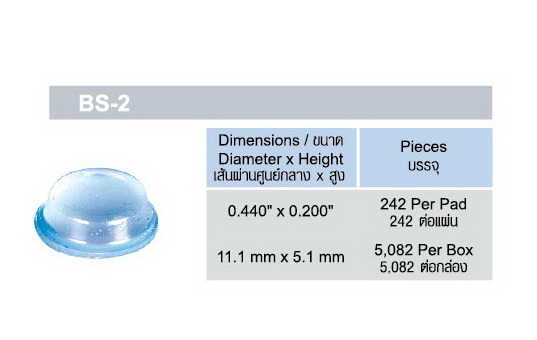 BS-2
Dimensions / ขนาด
Diameter x Height
เส้นผ่านศูนย์กลาง x สูง
Pieces
บรรจุ
0.440" x 0.200"
242 Per Pad
242 ต่อแผ่น
11.1 mm x 5.1 mm
5,082 Per Box
5,082 ต่อกล่อง